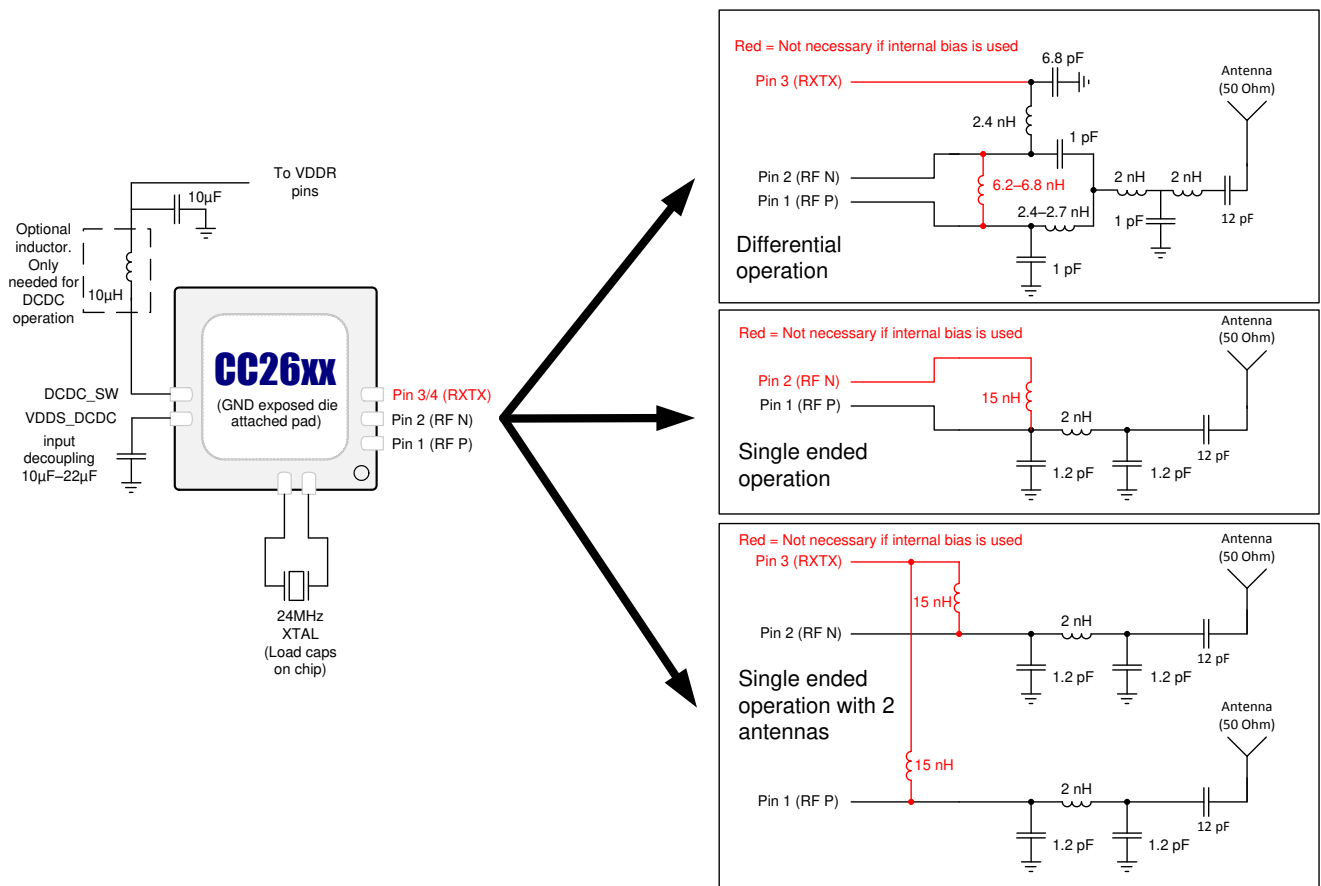 To VDDR
pins
10µF
Optional
inductor.
Only
needed for
DCDC
operation
10µH
CC26xx
(GND exposed die
attached pad)
DCDC_SW
VDDS_DCDC
input
decoupling
10µF–22µF
Pin 3/4 (RXTX)
Pin 2 (RF N)
Pin 1 (RF P)
24MHz
XTAL
(Load caps
on chip)
Red = Not necessary if internal bias is used
Pin 3 (RXTX)
6.8 pF
Antenna
(50 Ohm)
2.4 nH
1 pF
Pin 2 (RF N)
Pin 1 (RF P)
6.2–6.8 nH
2 nH
2 nH
2.4–2.7 nH
1 pF
12 pF
Differential
operation
1 pF
Red = Not necessary if internal bias is used
Antenna
(50 Ohm)
Pin 2 (RF N)
Pin 1 (RF P)
15 nH
2 nH
12 pF
Single ended
operation
1.2 pF
1.2 pF
Red = Not necessary if internal bias is used
Pin 3 (RXTX)
Antenna
(50 Ohm)
15 nH
Pin 2 (RF N)
2 nH
12 pF
1.2 pF
1.2 pF
Single ended
operation with 2
antennas
Antenna
(50 Ohm)
15 nH
Pin 1 (RF P)
2 nH
12 pF
1.2 pF
1.2 pF